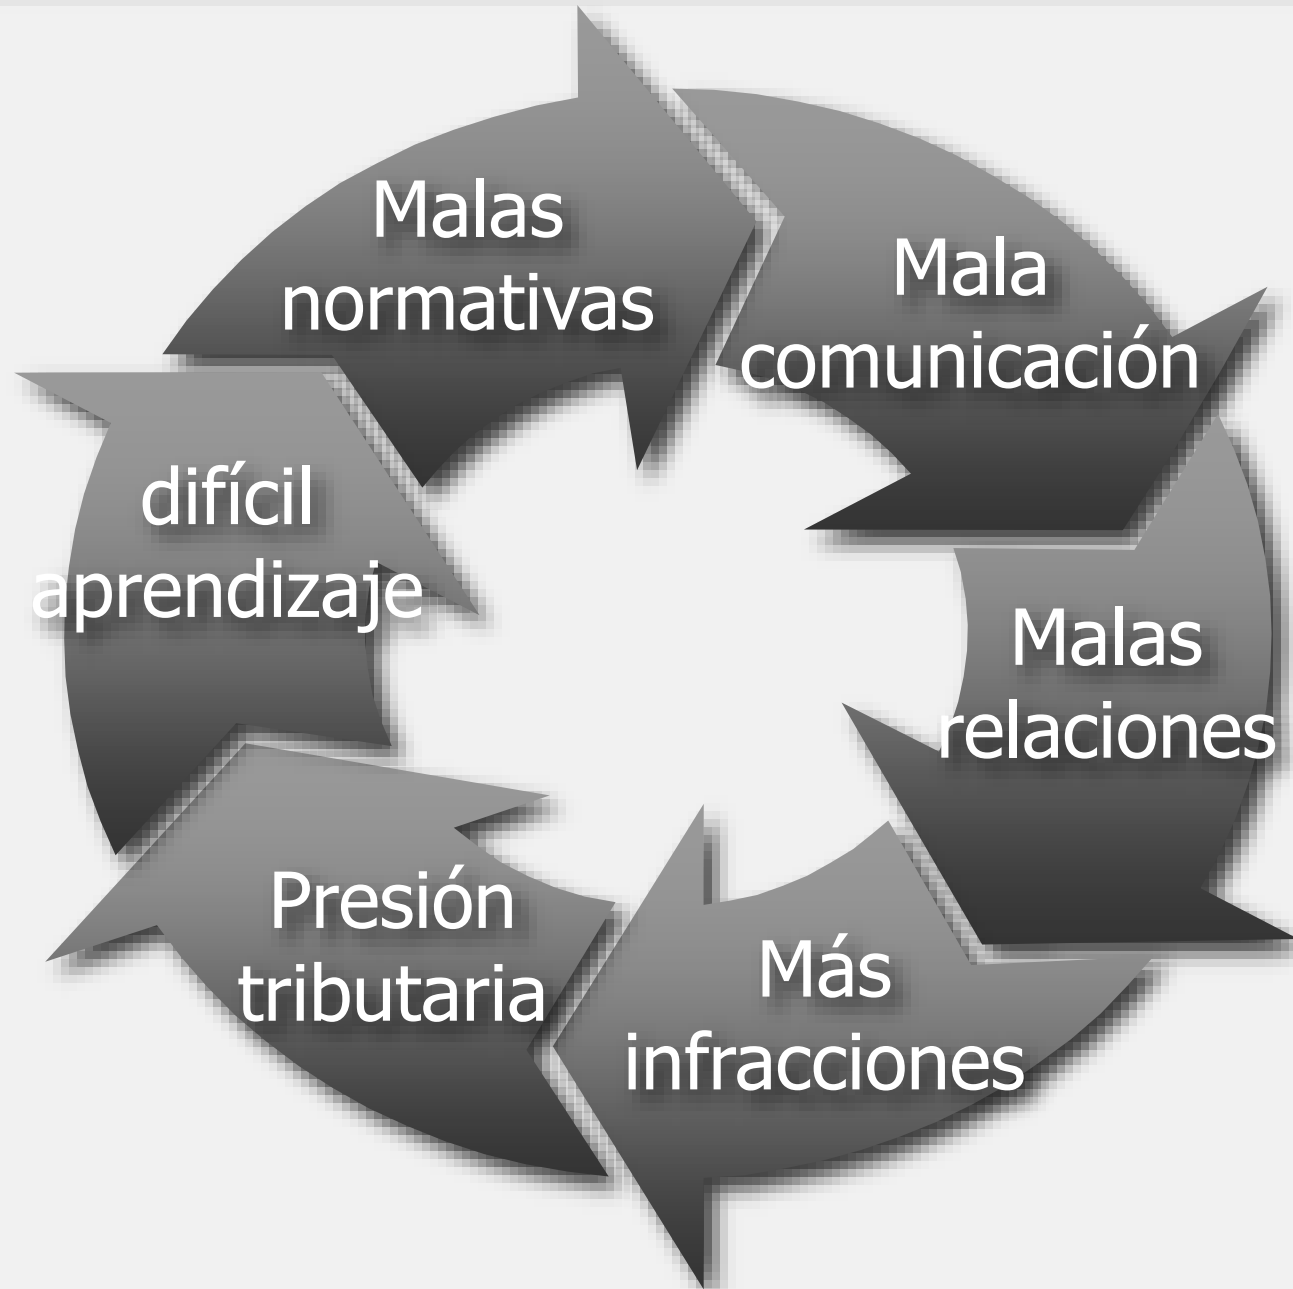 Malas
normativas
Mala
comunicación
Malas
relaciones
Más
infracciones
Presión
tributaria
difícil
aprendizaje